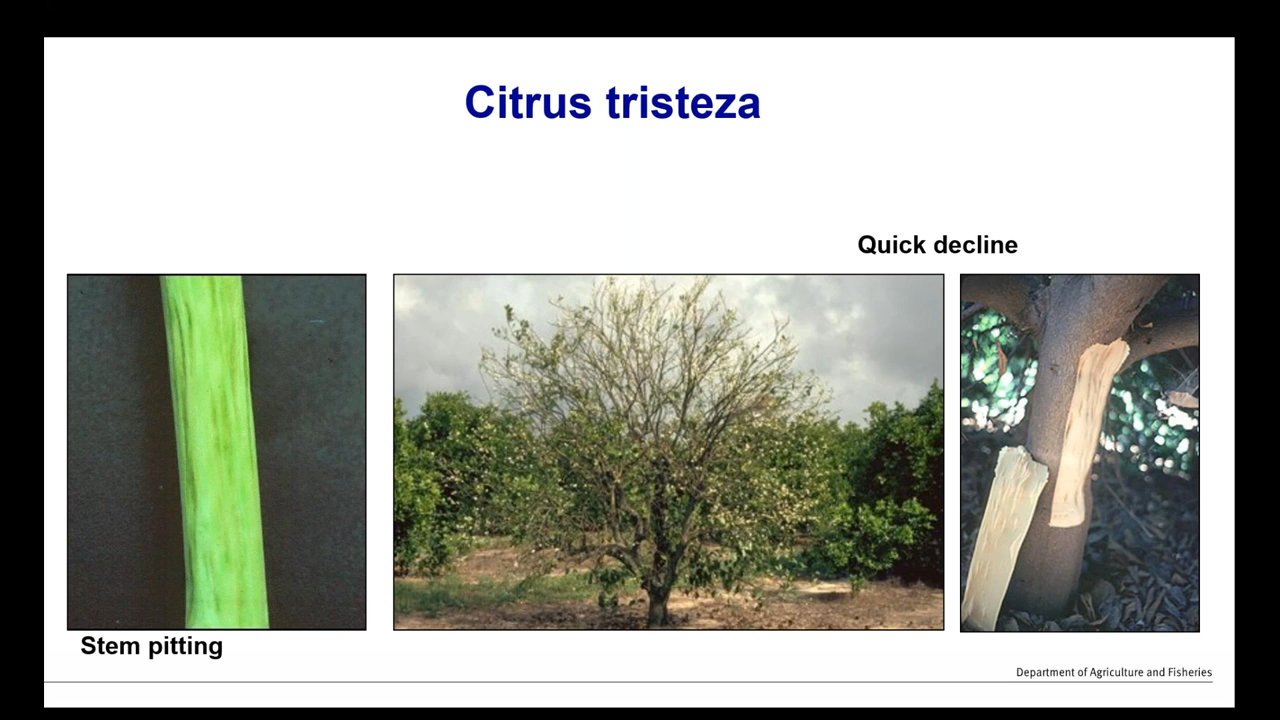 Citrus tristeza
Quick decline
Stem pitting
Department of Agriculture and Fisheries